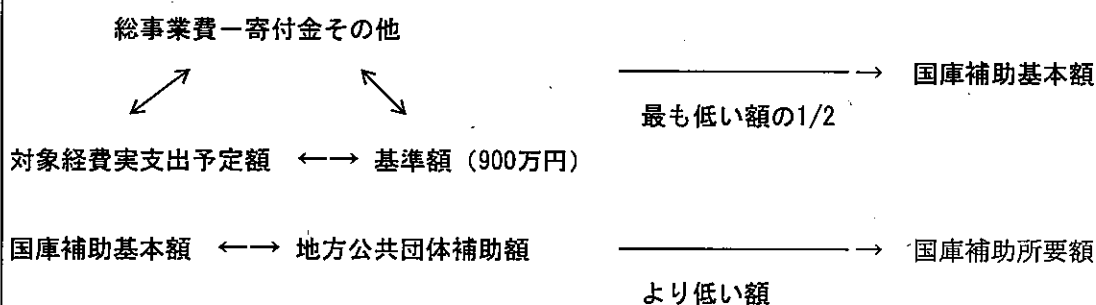 総事業費－寄付金その他
国庫補助基本額
最も低い額の1/2
対象経費実支出予定額 ←→ 基準額（900万円）
国庫補助基本額 ←→ 地方公共団体補助額 → 国庫補助所要額
より低い額